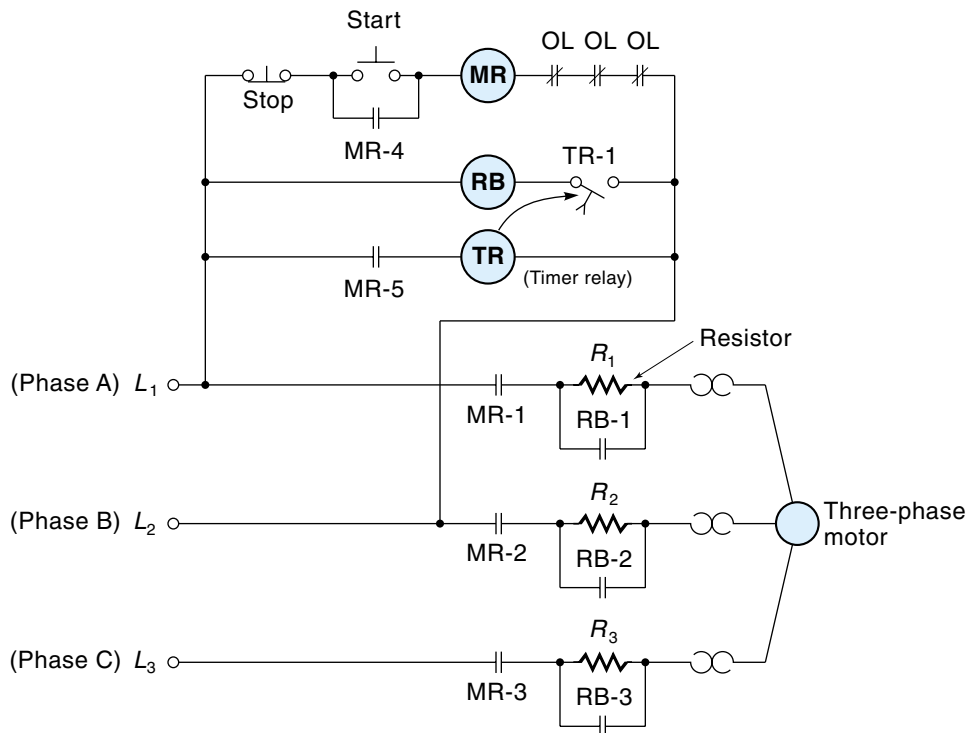 Start
OL OL OL
MR
Stop
MR-4
TR-1
RB
TR
(Timer relay)
MR-5
Resistor
R1
(Phase A) L1
MR-1
RB-1
R2
(Phase B) L2
Three-phase
motor
MR-2
RB-2
R3
(Phase C) L3
MR-3
RB-3